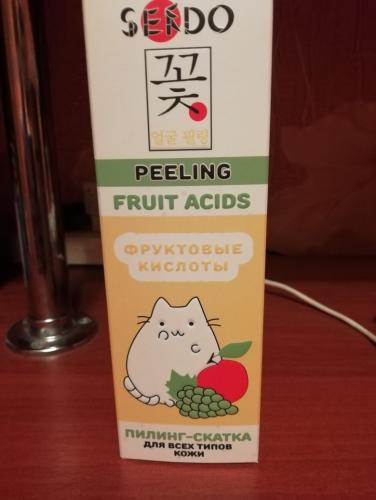 SENDO
꽃
얼굴 필링
PEELING
FRUIT ACIDS
ФРУКТОВЫЕ
КИСЛОТЫ
ПИЛИНГ-СКАТКА
ДЛЯ ВСЕХ ТИПОВ
КОЖИ